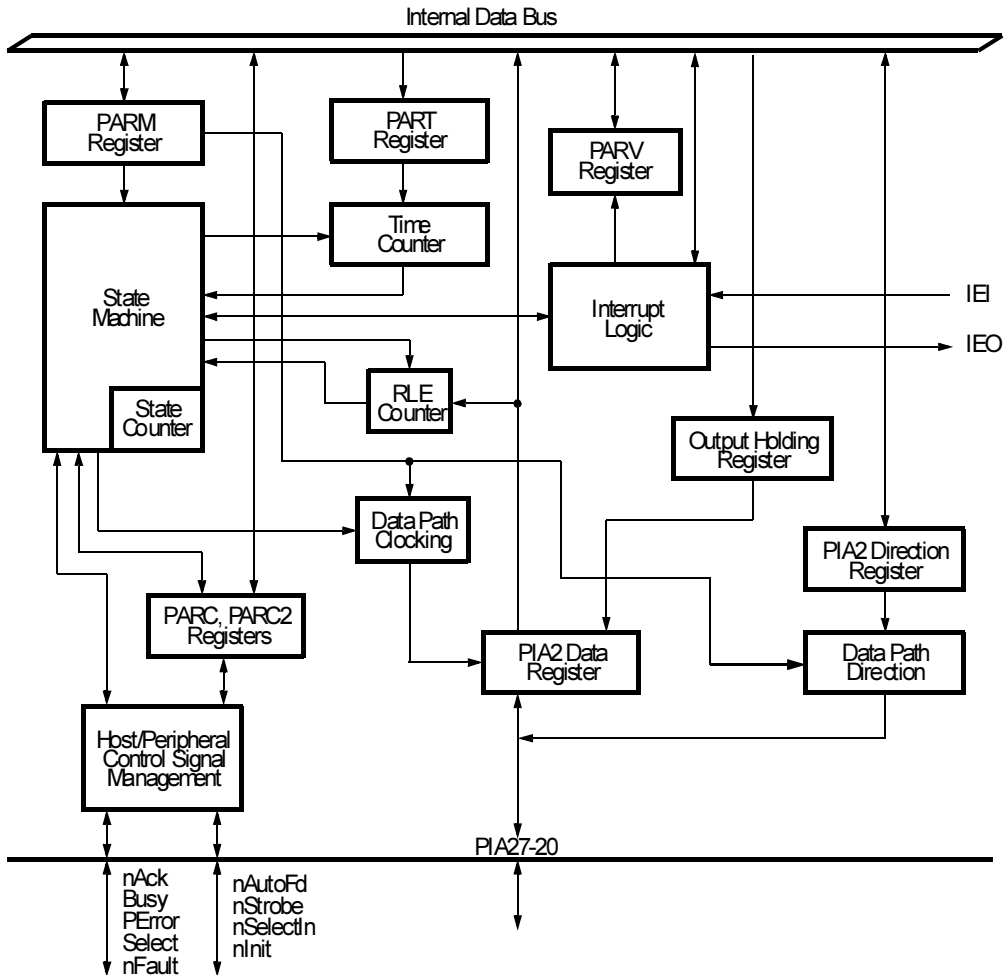 Internal Data Bus
PARM
Register
PART
Register
PARV
Register
Time
Counter
State
Machine
Interrupt
Logic
IEI
IEO
RLE
Counter
State
Counter
Output Holding
Register
Data Path
Clocking
PIA2 Direction
Register
PARC, PARC2
Registers
PIA2 Data
Register
Data Path
Direction
Host/Peripheral
Control Signal
Management
PIA27-20
nAck
Busy
PError
Select
nFault
nAutoFd
nStrobe
nSelectIn
nInit